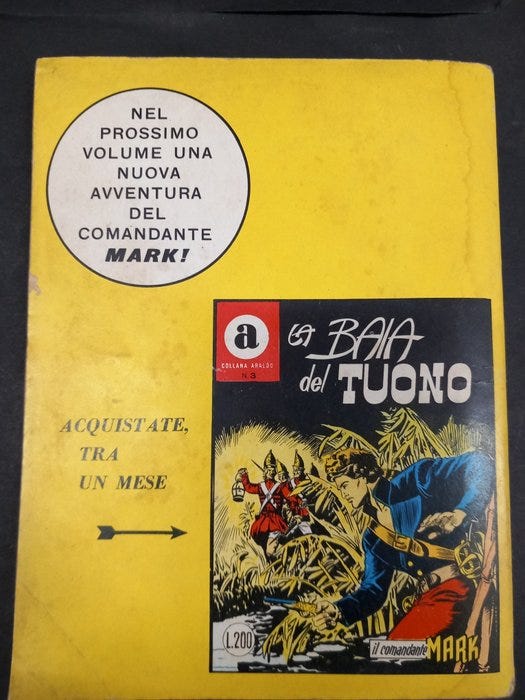 NEL
PROSSIMO
VOLUME UNA
NUOVA
AVVENTURA
DEL
COMANDANTE
MARK!
a
COLLANA ARALDO
N. 3
LA BAIA
del TUONO
ACQUISTATE,
TRA
UN MESE
L.200
il comandante MARK